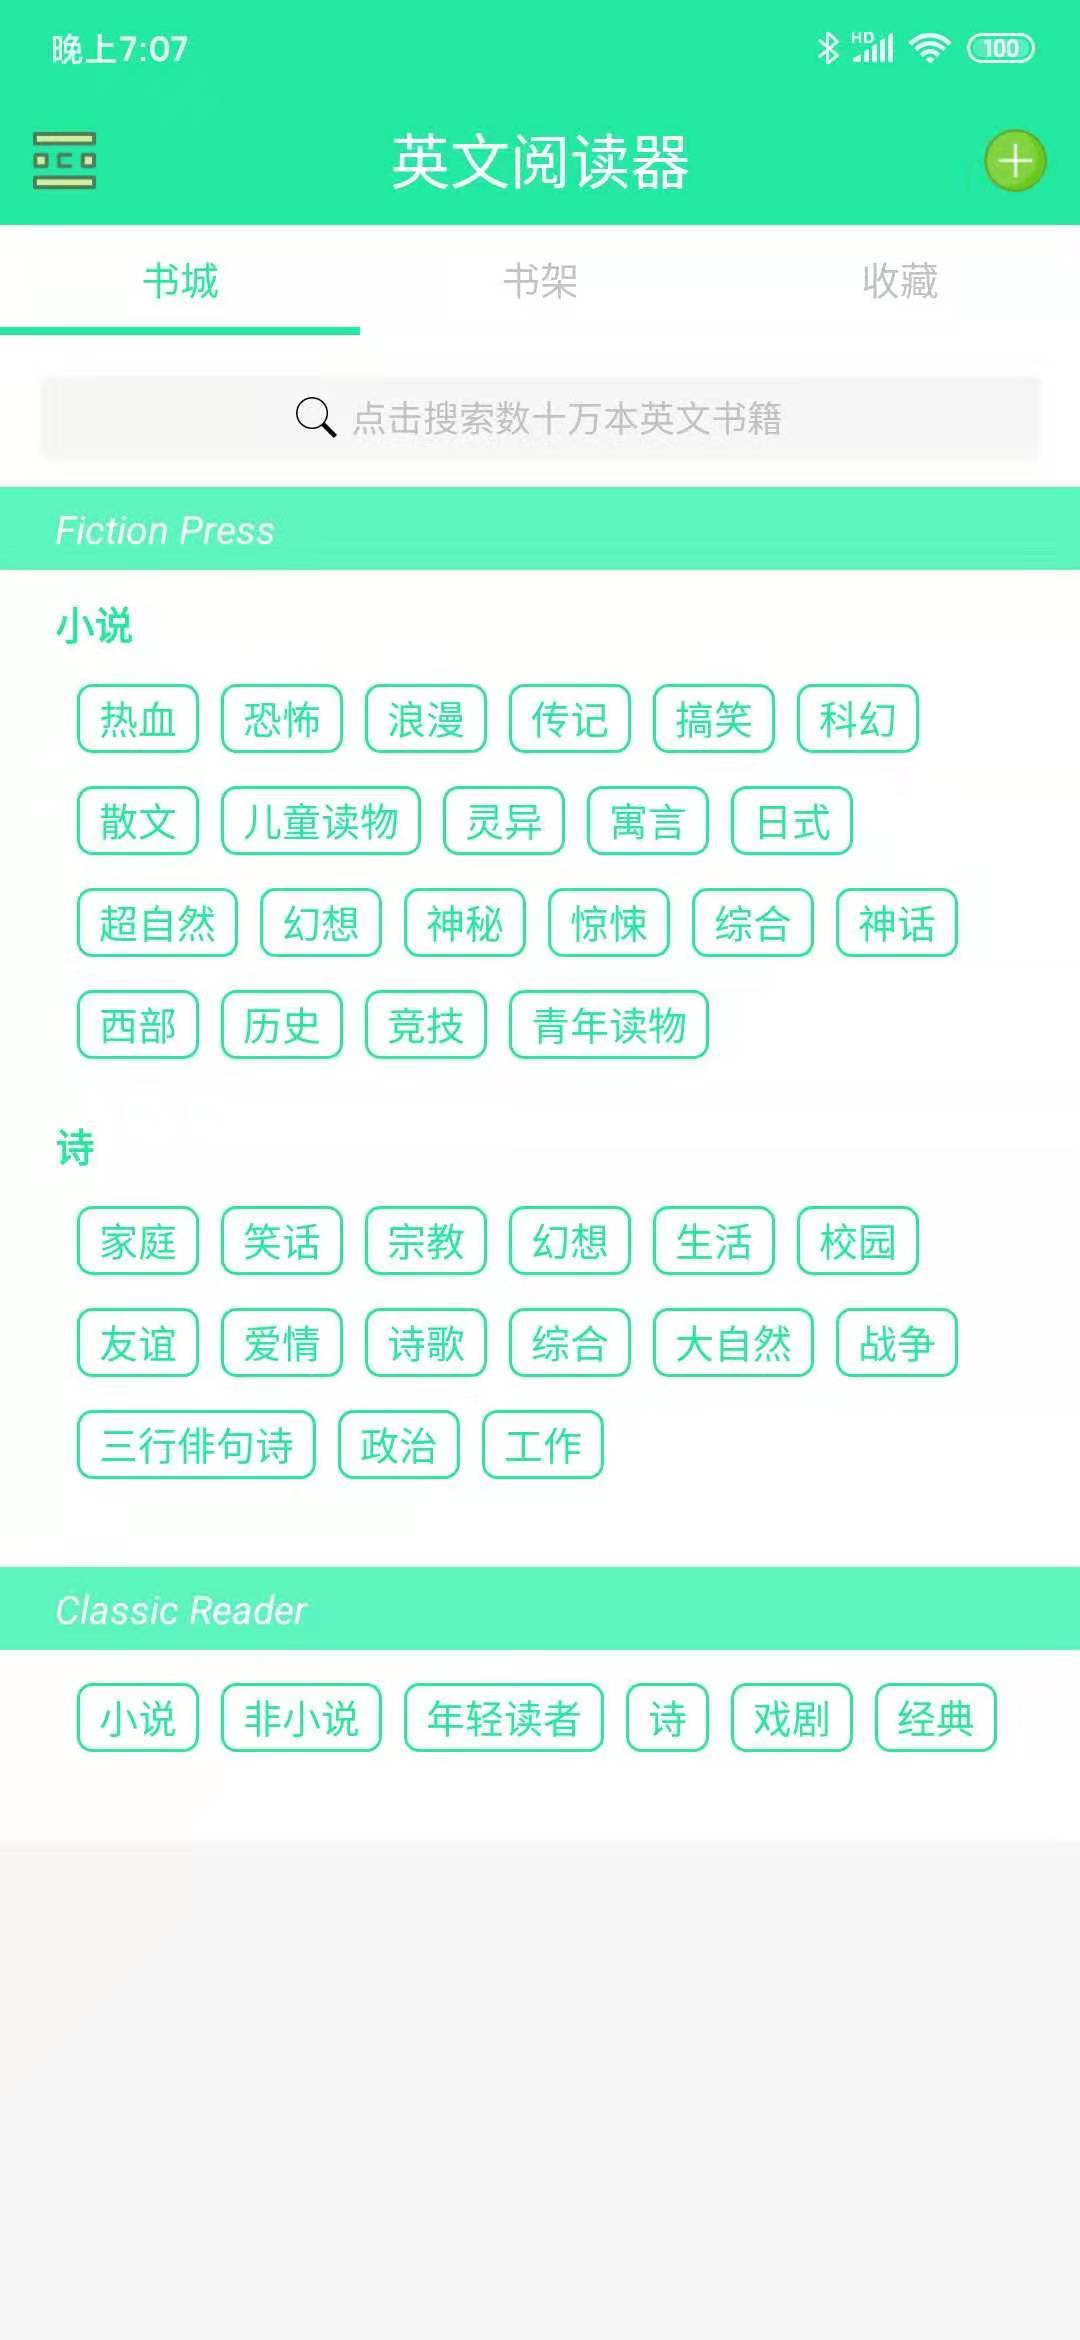 晚上7:07
HD
100
英文阅读器
书城 书架 收藏
点击搜索数十万本英文书籍
Fiction Press
小说
热血 恐怖 浪漫 传记 搞笑 科幻
散文 儿童读物 灵异 寓言 日式
超自然 幻想 神秘 惊悚 综合 神话
西部 历史 竞技 青年读物
诗
家庭 笑话 宗教 幻想 生活 校园
友谊 爱情 诗歌 综合 大自然 战争
三行俳句诗 政治 工作
Classic Reader
小说 非小说 年轻读者 诗 戏剧 经典